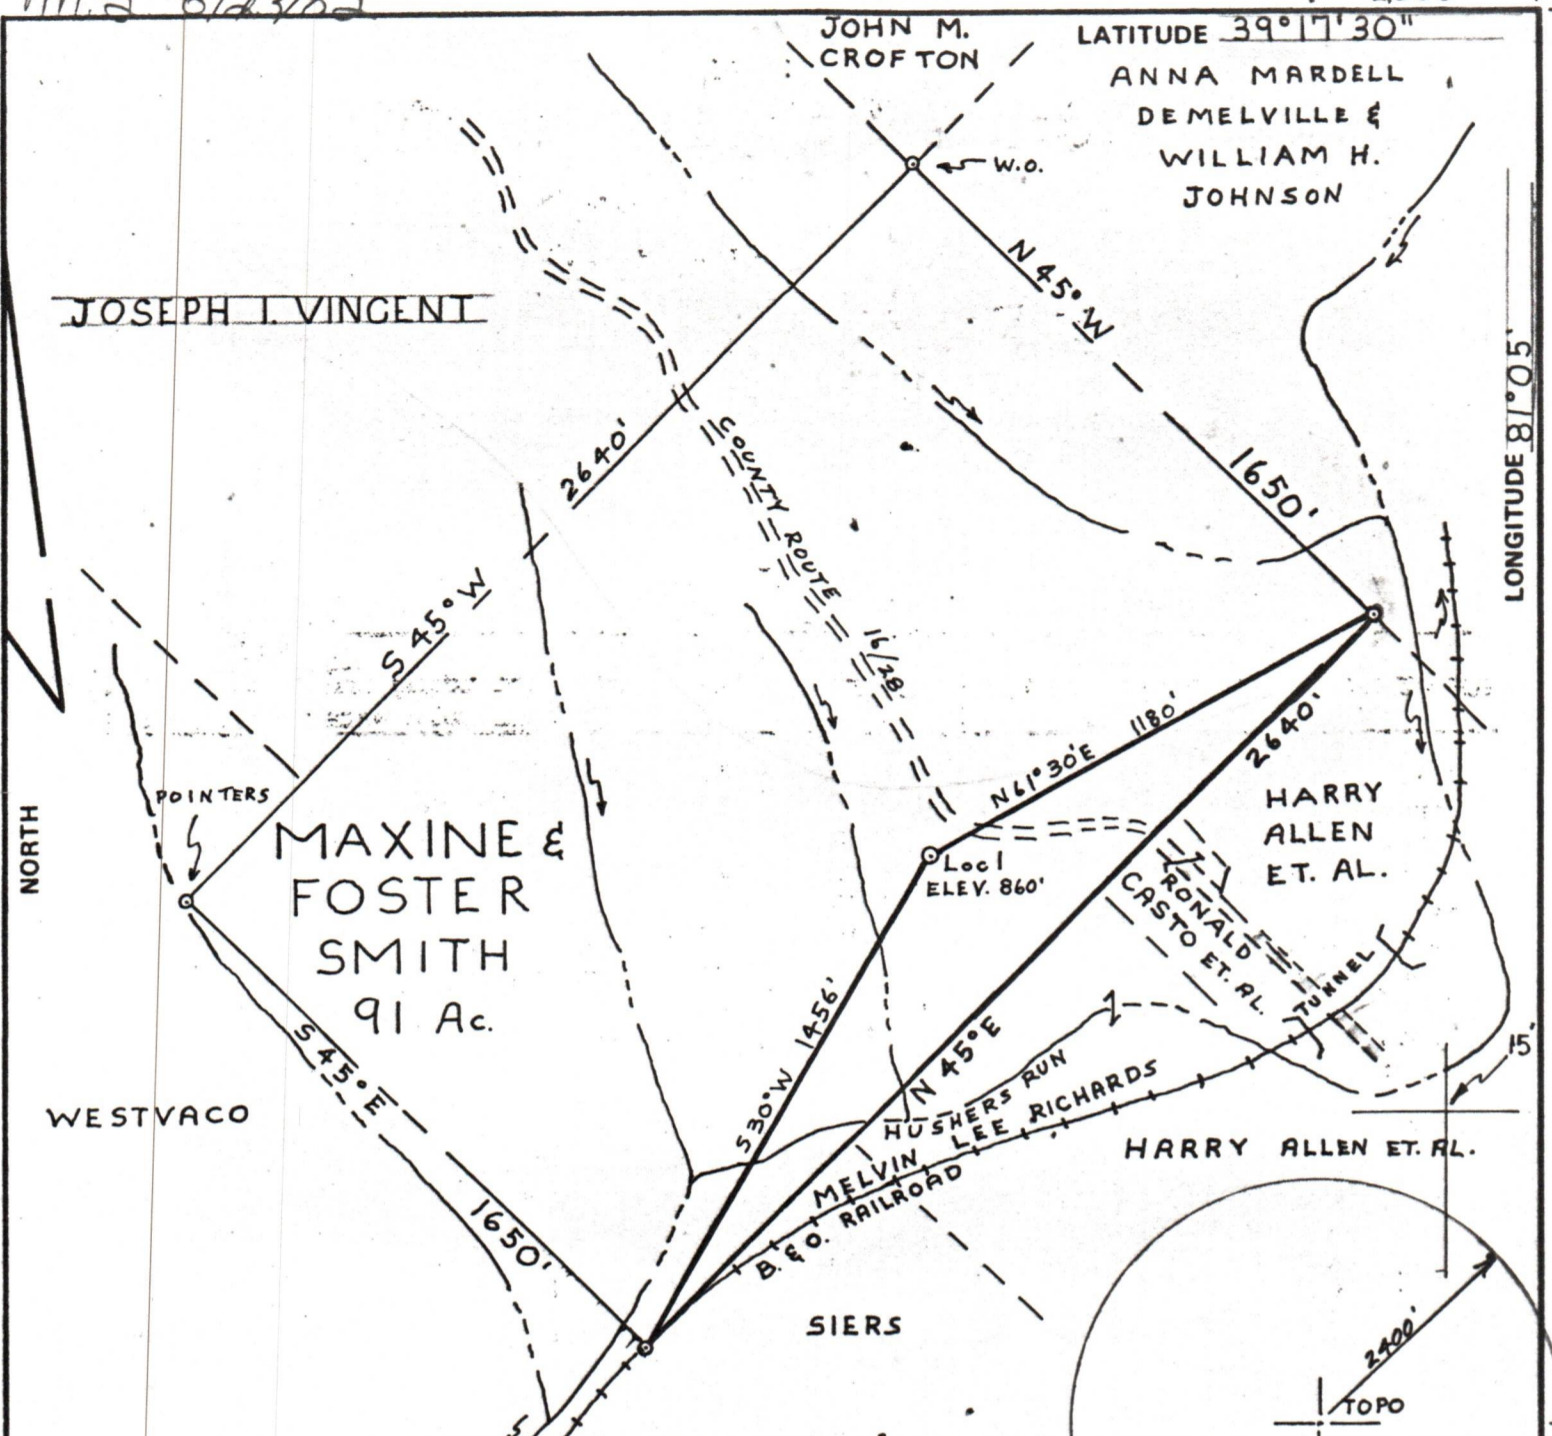 JOHN M.
CROFTON
LATITUDE 39°17'30"
ANNA MARDELL
DEMELVILLE &
WILLIAM H.
JOHNSON
W.O.
N 45° W
JOSEPH I. VINCENT
LONGITUDE 81°05'
2640'
COUNTY ROUTE
16/28
1650'
S 45° W
POINTERS
NORTH
MAXINE &
FOSTER
SMITH
91 Ac.
N61°30'E
1180'
2640'
HARRY
ALLEN
ET. AL.
Loc 1
ELEV. 860'
RONALD
CASTO ET. AL.
TUNNEL
1456'
S 30° W
N 45° E
S 45° E
15'
WESTVACO
HUSHERS RUN
MELVIN LEE RICHARDS
B. & O. RAILROAD
HARRY ALLEN ET. AL.
1650'
SIERS
2400'
TOPO